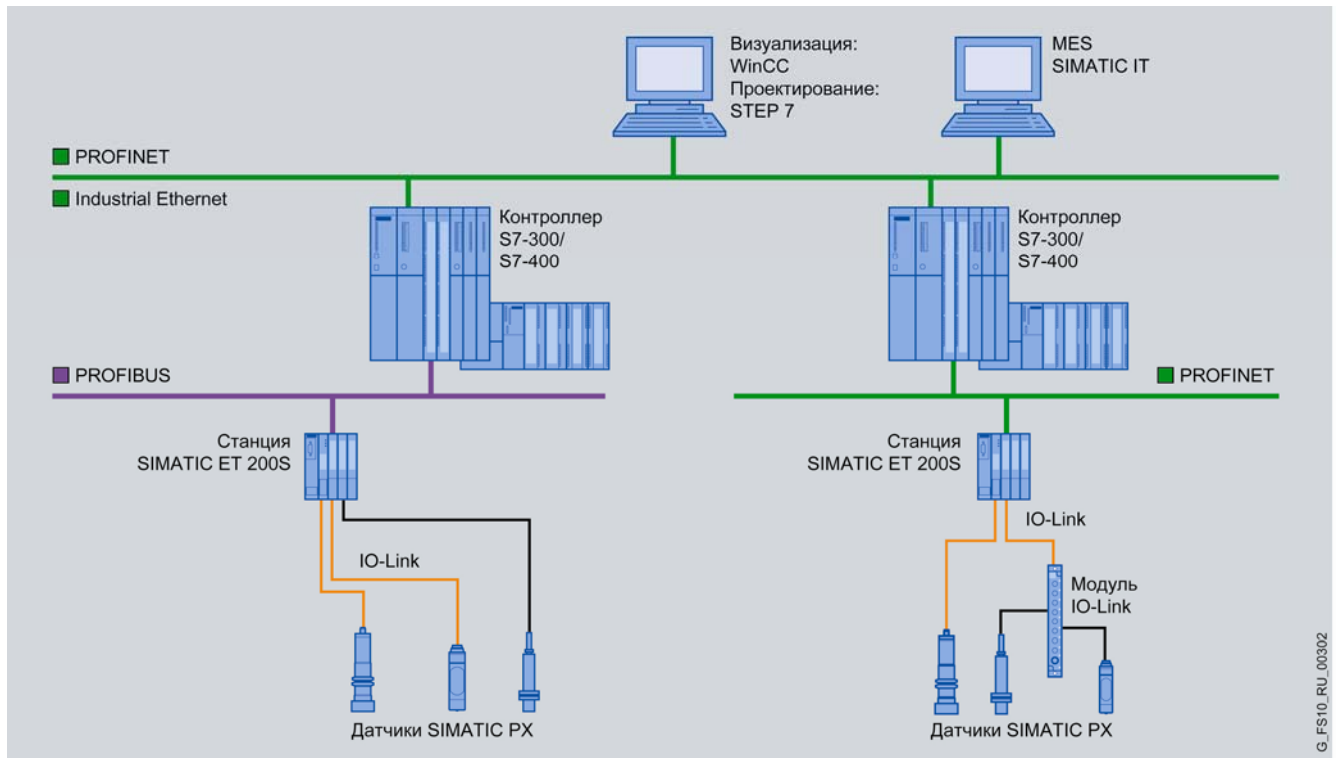 Визуализация:
WinCC
Проектирование:
STEP 7
MES
SIMATIC IT
PROFINET
Industrial Ethernet
Контроллер
S7-300/
S7-400
Контроллер
S7-300/
S7-400
PROFIBUS
PROFINET
Станция
SIMATIC ET 200S
Станция
SIMATIC ET 200S
IO-Link
IO-Link
Модуль
IO-Link
Датчики SIMATIC PX
Датчики SIMATIC PX
G_FS10_RU_00302